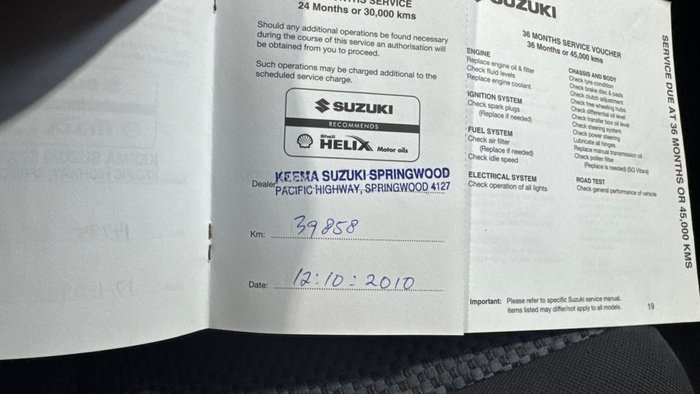 SERVICE
24 Months or 30,000 kms
Should any additional operations be found necessary
during the course of this service an authorisation will
be obtained from you to proceed.
Such operations may be charged additional to the
scheduled service charge.
SUZUKI
RECOMMENDS
Shell
HELIX Motor oils
KEEMA SUZUKI SPRINGWOOD
Dealer PACIFIC HIGHWAY, SPRINGWOOD 4127
Km: 39858
Date: 12:10:2010
SUZUKI
36 MONTHS SERVICE VOUCHER
36 Months or 45,000 kms
ENGINE
Replace engine oil & filter
Check fluid levels
Replace engine coolant
IGNITION SYSTEM
Check spark plugs
(Replace if needed)
FUEL SYSTEM
Check air filter
(Replace if needed)
Check idle speed
ELECTRICAL SYSTEM
Check operation of all lights
CHASSIS AND BODY
Check tyre condition
Check brake disc & pads
Check clutch adjustment
Check free wheeling hubs
Check differential oil level
Check transfer box oil level
Check steering system
Check power steering
Lubricate all hinges
Replace manual transmission oil
Check pollen filter
(Replace is needed) (SQ Vitara)
ROAD TEST
Check general performance of vehicle
Important: Please refer to specific Suzuki service manual,
items listed may differ/not apply to all models.
19
SERVICE DUE AT 36 MONTHS OR 45,000 KMS